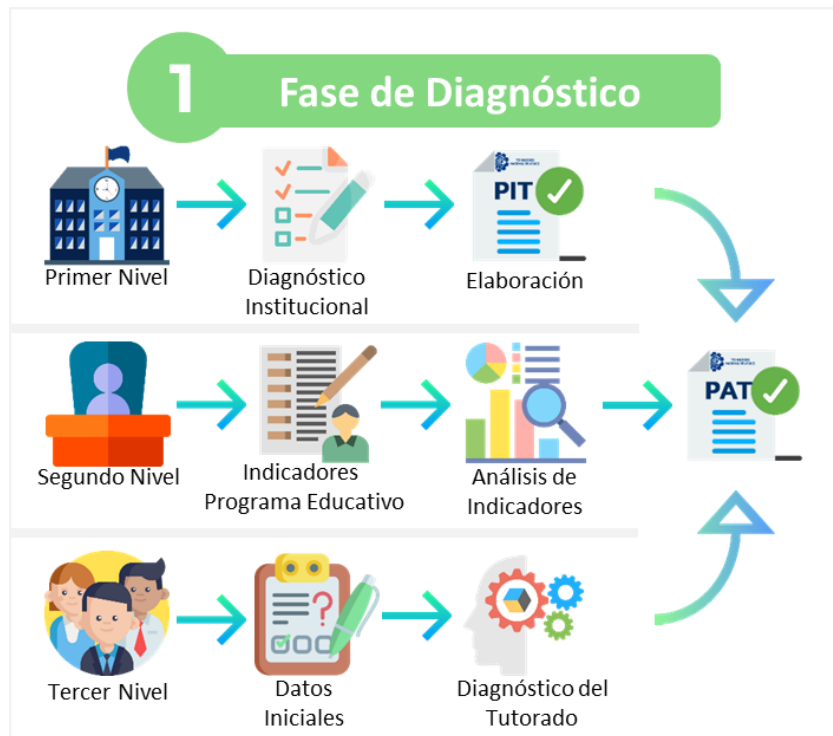 1 Fase de Diagnóstico
PIT
Primer Nivel
Diagnóstico
Institucional
Elaboración
PAT
Segundo Nivel
Indicadores
Programa Educativo
Análisis de
Indicadores
Tercer Nivel
Datos
Iniciales
Diagnóstico del
Tutorado